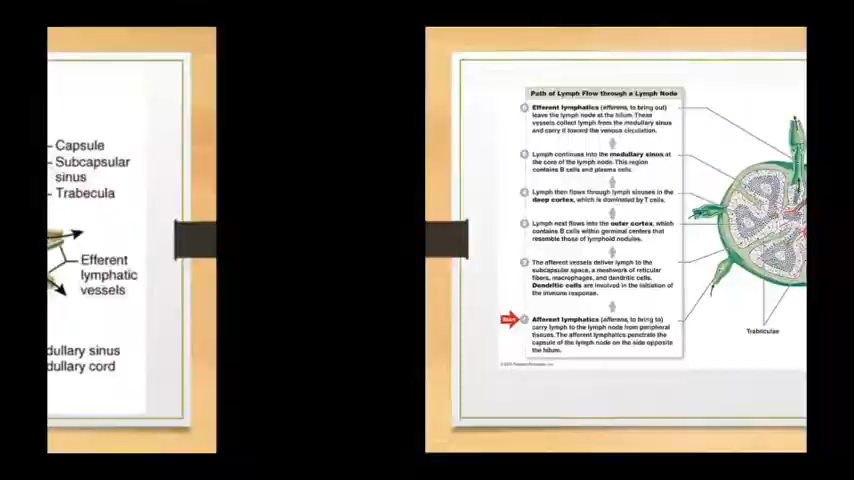 Capsule
Subcapsular
sinus
Trabecula
Efferent
lymphatic
vessels
dullary sinus
dullary cord
Path of Lymph Flow through a Lymph Node
Efferent lymphatics (efferens, to bring out)
leave the lymph node at the hilum. These
vessels collect lymph from the medullary sinus
and carry it toward the venous circulation.
Lymph continues into the medullary sinus at
the core of the lymph node. This region
contains B cells and plasma cells.
Lymph then flows through lymph sinuses in the
deep cortex, which is dominated by T cells.
Lymph next flows into the outer cortex, which
contains B cells within germinal centers that
resemble those of lymphoid nodules.
The afferent vessels deliver lymph to the
subcapsular space, a meshwork of reticular
fibers, macrophages, and dendritic cells.
Dendritic cells are involved in the initiation of
the immune response.
Start
Afferent lymphatics (afferens, to bring to)
carry lymph to the lymph node from peripheral
tissues. The afferent lymphatics penetrate the
capsule of the lymph node on the side opposite
the hilum.
Trabeculae